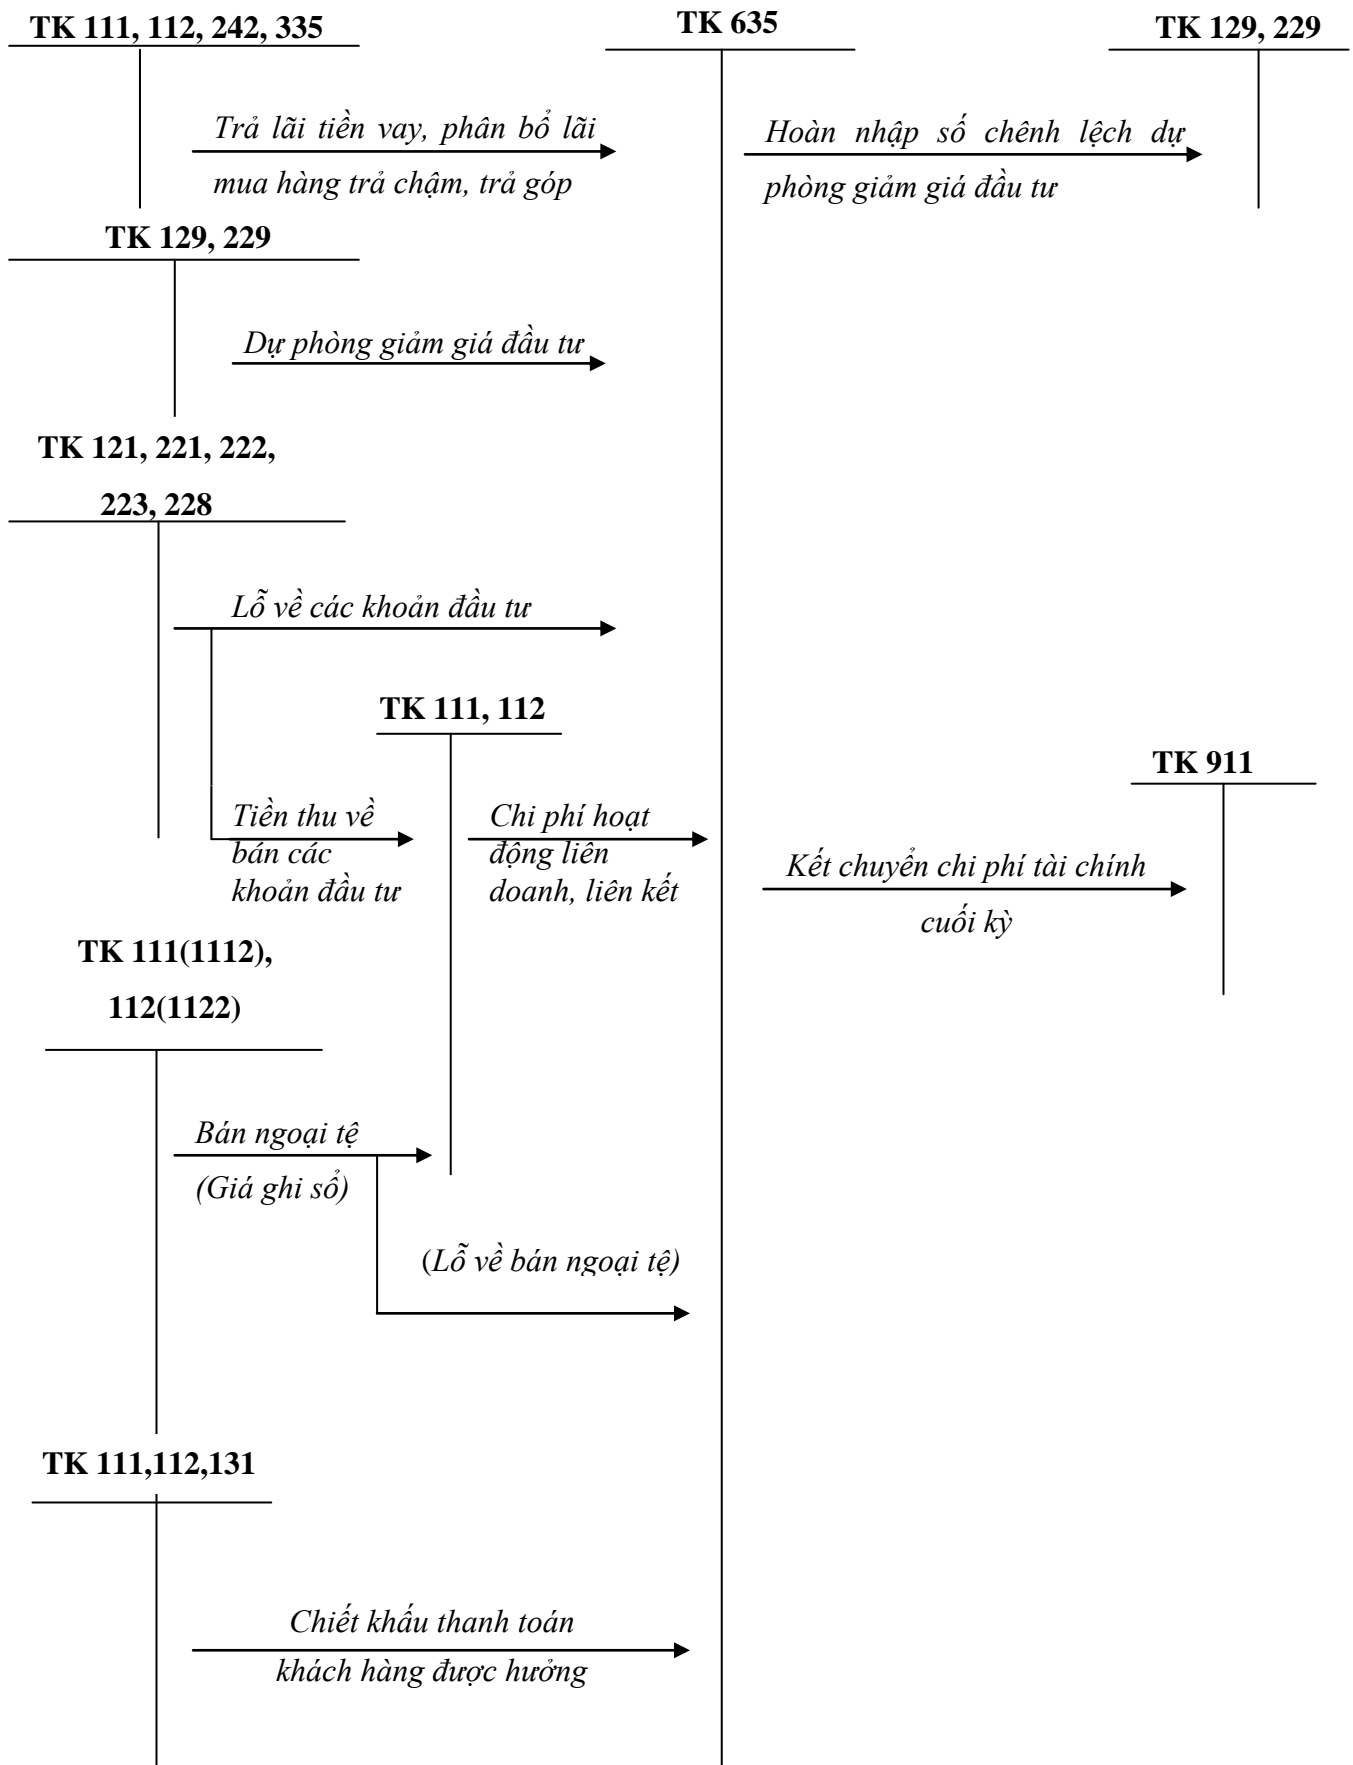 TK 111, 112, 242, 335
TK 635
TK 129, 229
Trả lãi tiền vay, phân bổ lãi
mua hàng trả chậm, trả góp
Hoàn nhập số chênh lệch dự
phòng giảm giá đầu tư
TK 129, 229
Dự phòng giảm giá đầu tư
TK 121, 221, 222,
223, 228
Lỗ về các khoản đầu tư
TK 111, 112
TK 911
Tiền thu về
bán các
khoản đầu tư
Chi phí hoạt
động liên
doanh, liên kết
Kết chuyển chi phí tài chính
cuối kỳ
TK 111(1112),
112(1122)
Bán ngoại tệ
(Giá ghi sổ)
(Lỗ về bán ngoại tệ)
TK 111,112,131
Chiết khấu thanh toán
khách hàng được hưởng